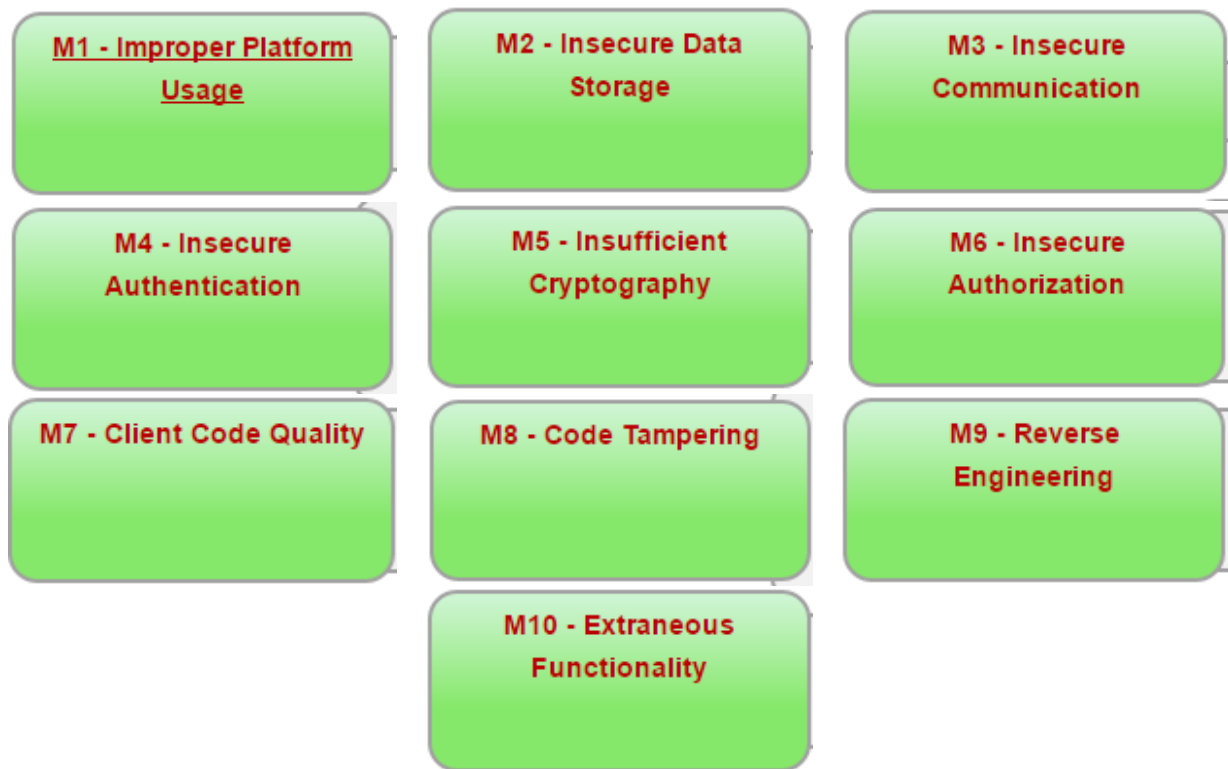 M1 - Improper Platform
Usage
M2 - Insecure Data
Storage
M3 - Insecure
Communication
M4 - Insecure
Authentication
M5 - Insufficient
Cryptography
M6 - Insecure
Authorization
M7 - Client Code Quality
M8 - Code Tampering
M9 - Reverse
Engineering
M10 - Extraneous
Functionality